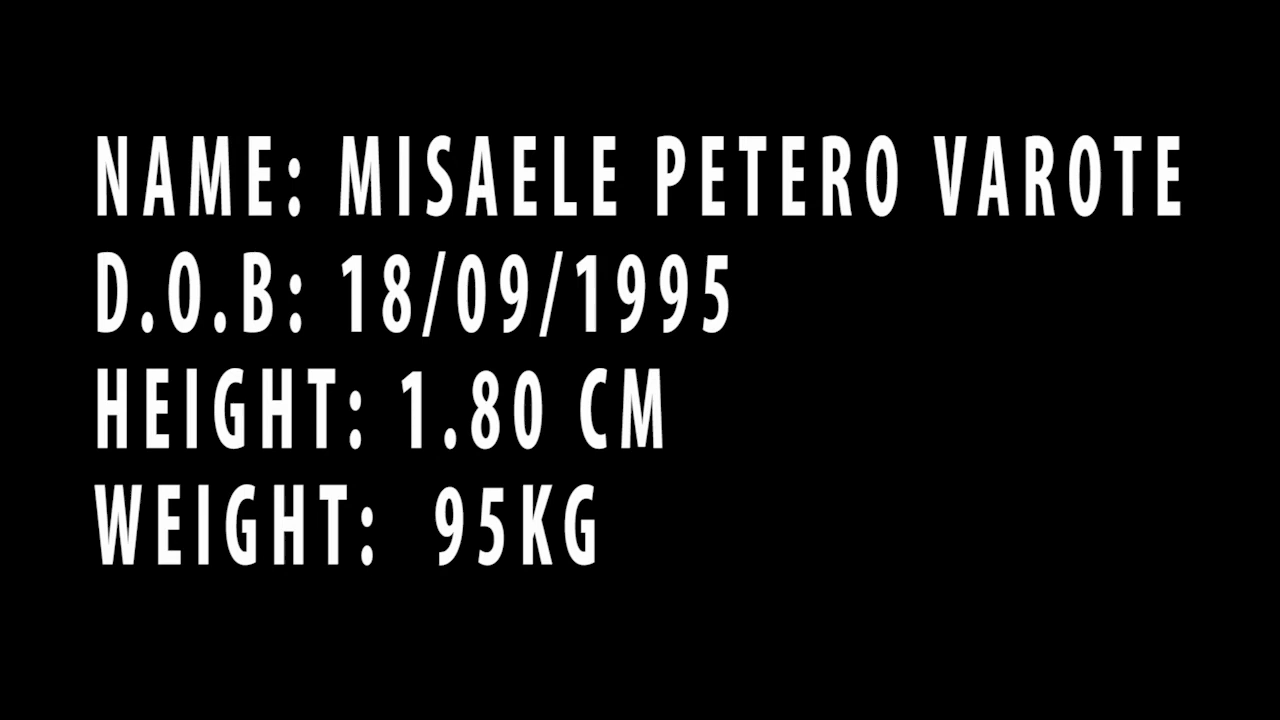 NAME: MISAELE PETERO VAROTE
D.O.B: 18/09/1995
HEIGHT: 1.80 CM
WEIGHT:  95KG